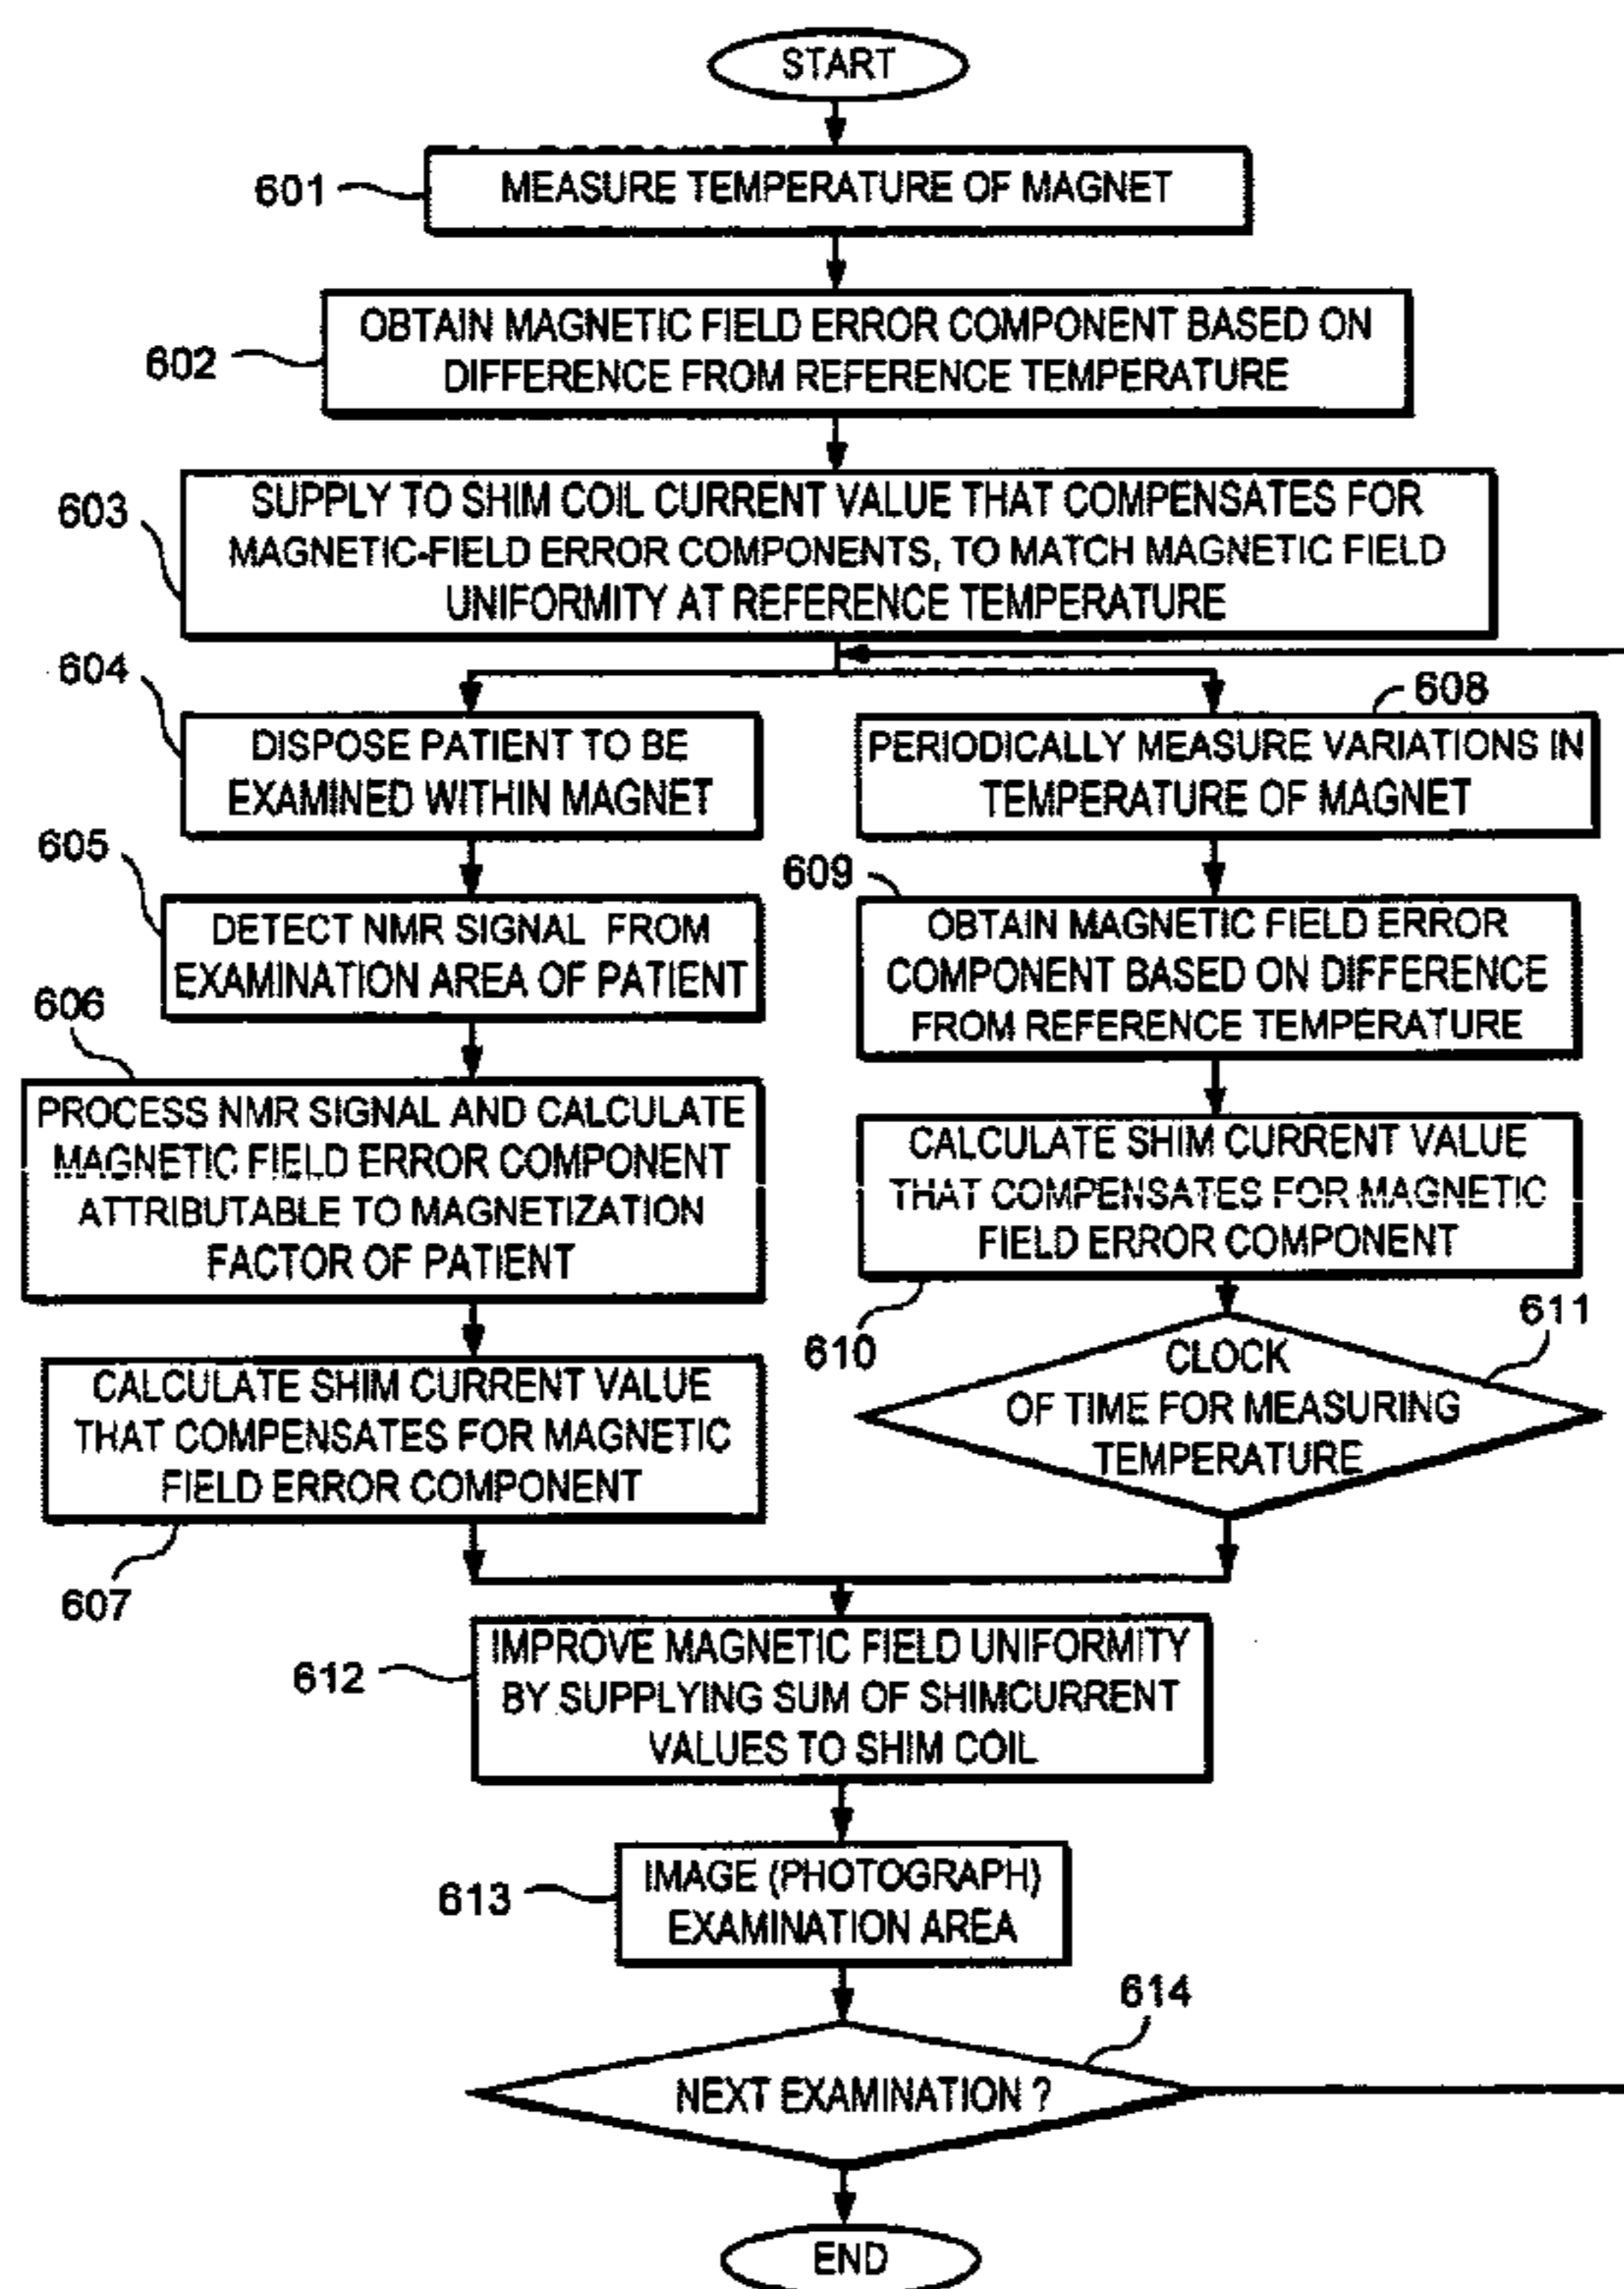 START
601
MEASURE TEMPERATURE OF MAGNET
602
OBTAIN MAGNETIC FIELD ERROR COMPONENT BASED ON
DIFFERENCE FROM REFERENCE TEMPERATURE
603
SUPPLY TO SHIM COIL CURRENT VALUE THAT COMPENSATES FOR
MAGNETIC-FIELD ERROR COMPONENTS, TO MATCH MAGNETIC FIELD
UNIFORMITY AT REFERENCE TEMPERATURE
604
DISPOSE PATIENT TO BE
EXAMINED WITHIN MAGNET
605
DETECT NMR SIGNAL FROM
EXAMINATION AREA OF PATIENT
606
PROCESS NMR SIGNAL AND CALCULATE
MAGNETIC FIELD ERROR COMPONENT
ATTRIBUTABLE TO MAGNETIZATION
FACTOR OF PATIENT
CALCULATE SHIM CURRENT VALUE
THAT COMPENSATES FOR MAGNETIC
FIELD ERROR COMPONENT
607
608
PERIODICALLY MEASURE VARIATIONS IN
TEMPERATURE OF MAGNET
609
OBTAIN MAGNETIC FIELD ERROR
COMPONENT BASED ON DIFFERENCE
FROM REFERENCE TEMPERATURE
CALCULATE SHIM CURRENT VALUE
THAT COMPENSATES FOR MAGNETIC
FIELD ERROR COMPONENT
610
611
CLOCK
OF TIME FOR MEASURING
TEMPERATURE
612
IMPROVE MAGNETIC FIELD UNIFORMITY
BY SUPPLYING SUM OF SHIMCURRENT
VALUES TO SHIM COIL
613
IMAGE (PHOTOGRAPH)
EXAMINATION AREA
614
NEXT EXAMINATION ?
END